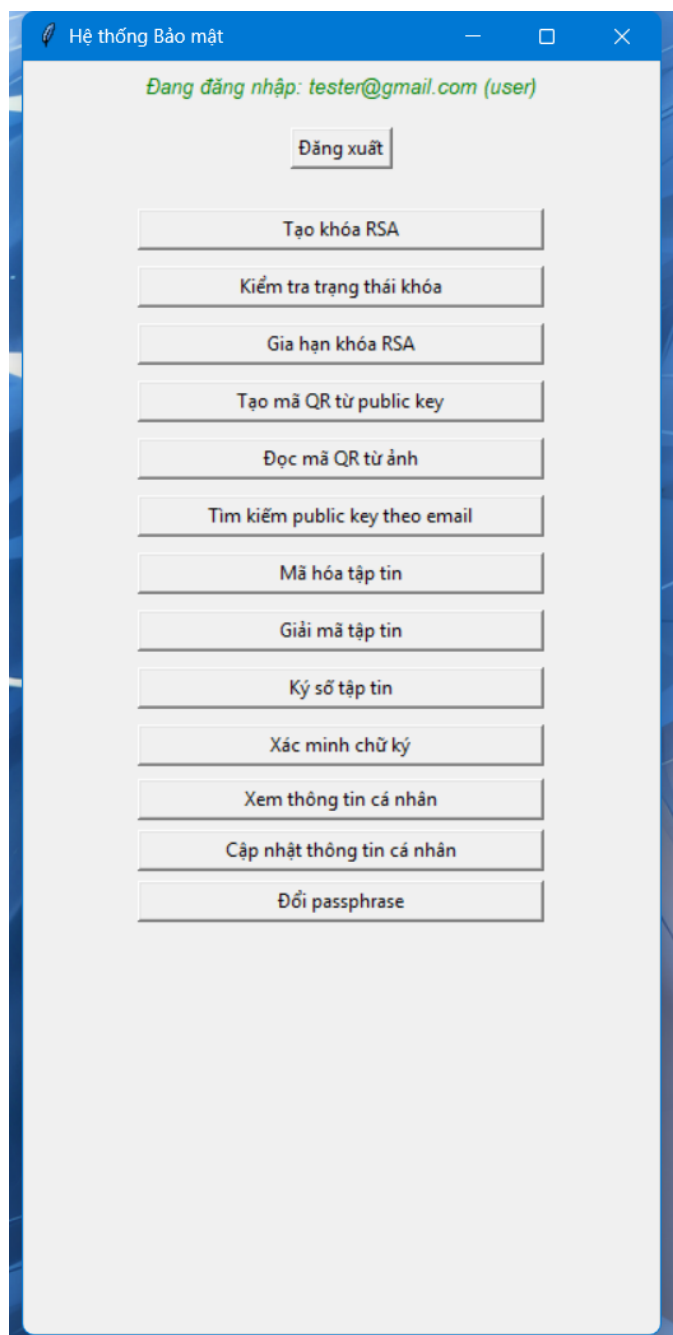 Hệ thống Bảo mật
Đang đăng nhập: tester@gmail.com (user)
Đăng xuất
Tạo khóa RSA
Kiểm tra trạng thái khóa
Gia hạn khóa RSA
Tạo mã QR từ public key
Đọc mã QR từ ảnh
Tìm kiếm public key theo email
Mã hóa tập tin
Giải mã tập tin
Ký số tập tin
Xác minh chữ ký
Xem thông tin cá nhân
Cập nhật thông tin cá nhân
Đổi passphrase